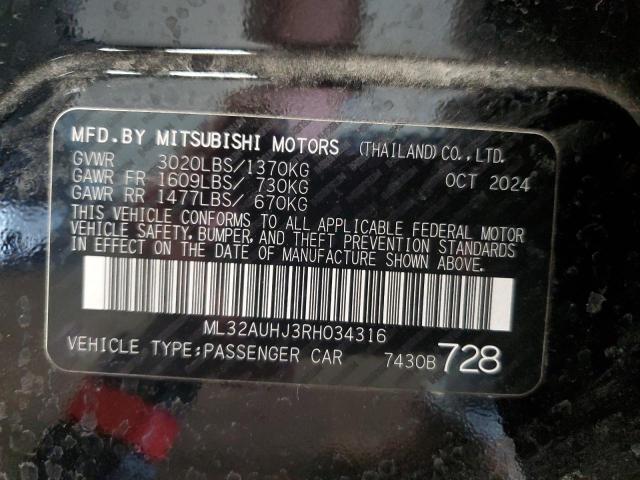 MFD.BY MITSUBISHI MOTORS (THAILAND)CO.,LTD.
GVWR 3020LBS/1370KG OCT 2024
GAWR FR 1609LBS/ 730KG
GAWR RR 1477LBS/ 670KG
THIS VEHICLE CONFORMS TO ALL APPLICABLE FEDERAL MOTOR
VEHICLE SAFETY, BUMPER, AND THEFT PREVENTION STANDARDS
IN EFFECT ON THE DATE OF MANUFACTURE SHOWN ABOVE.
ML32AUHJ3RH034316
VEHICLE TYPE:PASSENGER CAR 7430B 728